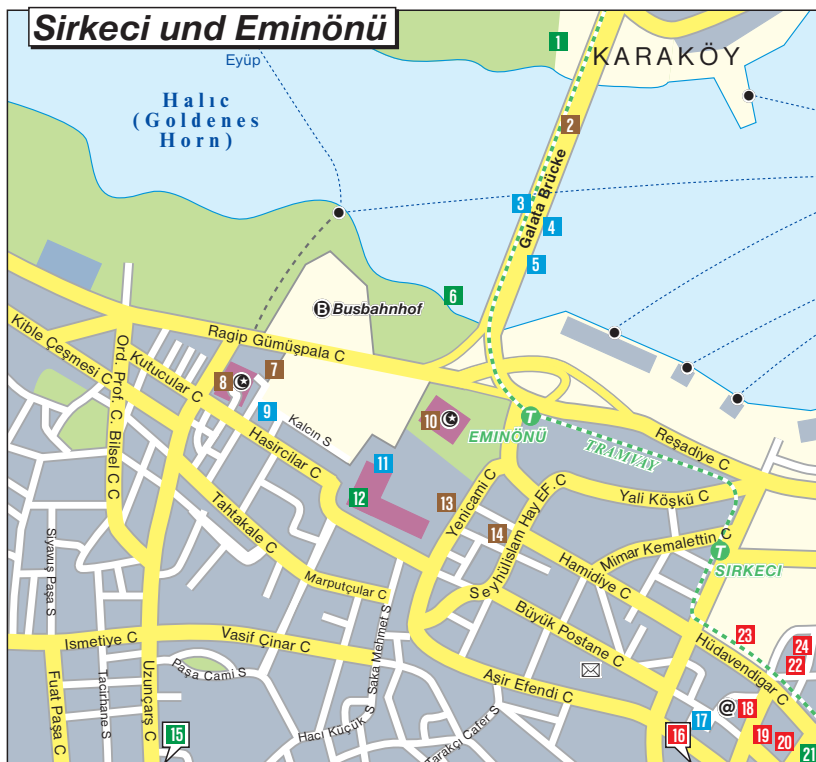 Sirkeci und Eminönü
1
KARAKÖY
Eyüp
Halıc
(Goldenes
Horn)
2
Galata Brücke
3
4
5
6
B Busbahnhof
Ragip Gümüşpala C
Kible Çeşmesi C
Ord. Prof. C. Bilsel C C
Kutucular C
8
7
9
10
EMINÖNÜ
T
TRAMVAY
Reşadiye C
Kalcin S
Hasircilar C
11
12
13
14
Yenicami C
Seyhülislam Hay EF. C
Yali Köşkü C
Mimar Kemalettin C
T
SIRKECI
Hamidiye C
Tahtakale C
Siyavuş Paşa S
Marputçular C
Büyük Postane C
Hüdavendigar C
23
24
22
Ismetiye C
Vasif Çinar C
Saka Mehmet S
Aşir Efendi C
Fuat Paşa C
Tacirhane S
Uzunçarş C
Paşa Cami S
Hacı Küçük S
Tarakçı Cafer S
@
18
17
15
16
19
20
21